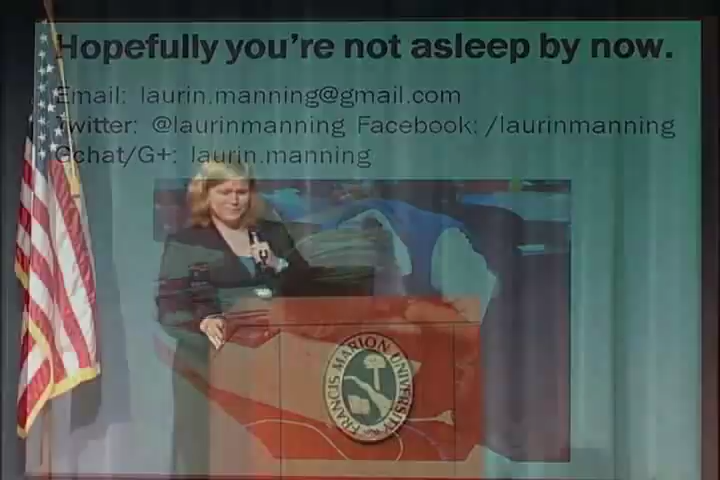 Hopefully you're not asleep by now.
Email: laurin.manning@gmail.com
Twitter: @laurinmanning Facebook: /laurinmanning
Gchat/G+: laurin.manning
FRANCIS MARION UNIVERSITY